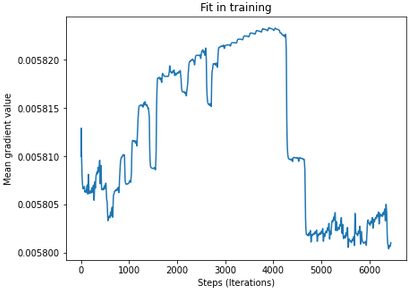 Fit in training
0.005820
0.005815
0.005810
0.005805
0.005800
Mean gradient value
0 1000 2000 3000 4000 5000 6000
Steps (Iterations)